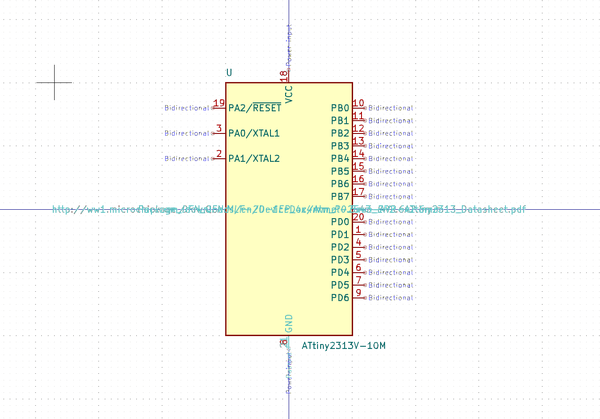 Power input
18
U
VCC
Bidirectional 19 PA2/RESET PB0 10 Bidirectional
PB1 11 Bidirectional
Bidirectional 3 PA0/XTAL1 PB2 12 Bidirectional
PB3 13 Bidirectional
Bidirectional 2 PA1/XTAL2 PB4 14 Bidirectional
PB5 15 Bidirectional
PB6 16 Bidirectional
PB7 17 Bidirectional
PD0 20 Bidirectional
PD1 1 Bidirectional
PD2 4 Bidirectional
PD3 5 Bidirectional
PD4 6 Bidirectional
PD5 7 Bidirectional
PD6 9 Bidirectional
GND
8
ATtiny2313V-10M
Power input